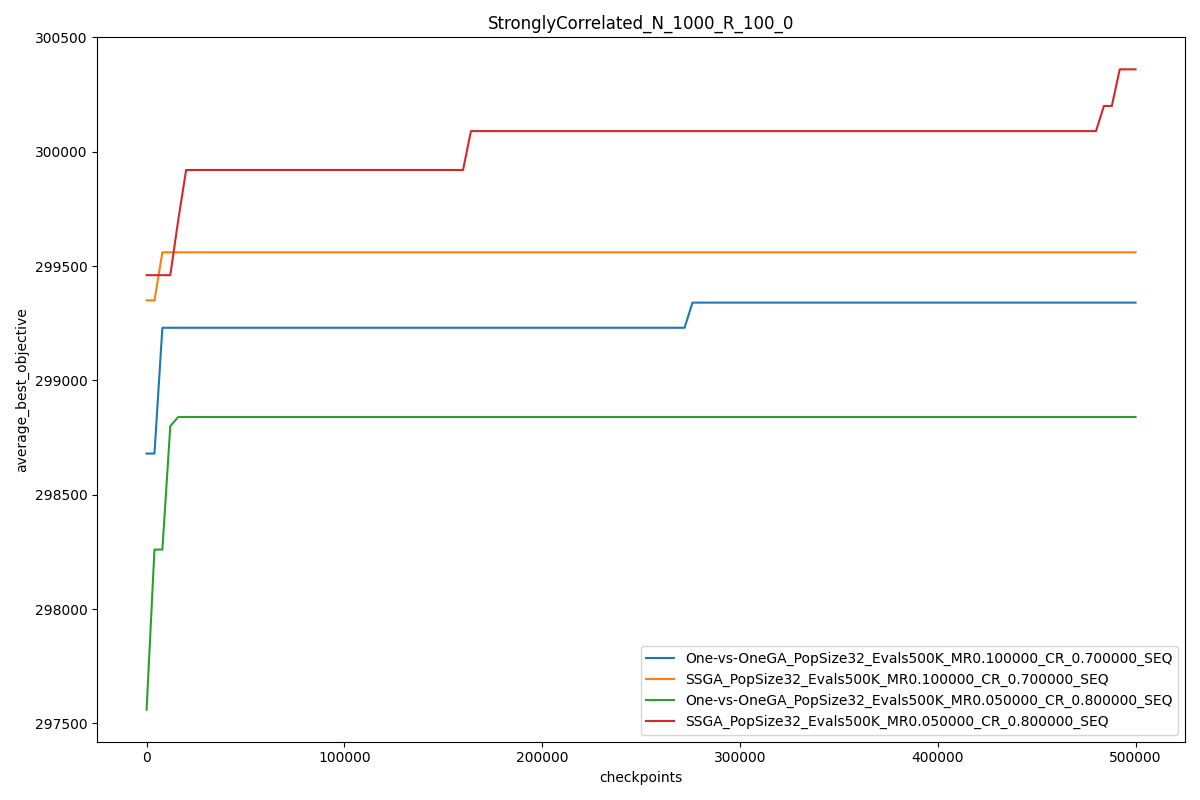 StronglyCorrelated_N_1000_R_100_0
300500
300000
299500
299000
298500
298000
297500
average_best_objective
0
100000
200000
300000
400000
500000
checkpoints
One-vs-OneGA_PopSize32_Evals500K_MR0.100000_CR_0.700000_SEQ
SSGA_PopSize32_Evals500K_MR0.100000_CR_0.700000_SEQ
One-vs-OneGA_PopSize32_Evals500K_MR0.050000_CR_0.800000_SEQ
SSGA_PopSize32_Evals500K_MR0.050000_CR_0.800000_SEQ